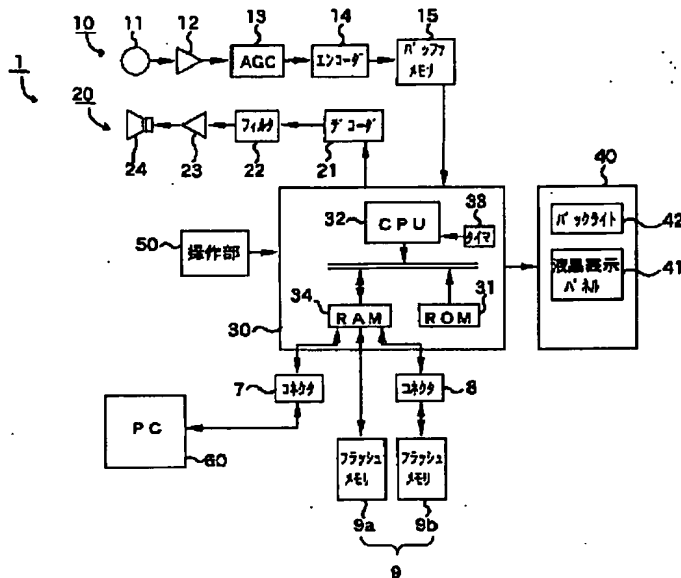 10
11
12
13
14
15
AGC
エンコーダ
バッファ
メモリ
1
20
フィルタ
デコーダ
24
23
22
21
40
32
CPU
33
タイマ
バックライト
42
50
操作部
液晶表示
パネル
41
34
31
RAM
ROM
30
7
コネクタ
コネクタ
8
PC
60
フラッシュ
メモリ
フラッシュ
メモリ
9a
9b
9